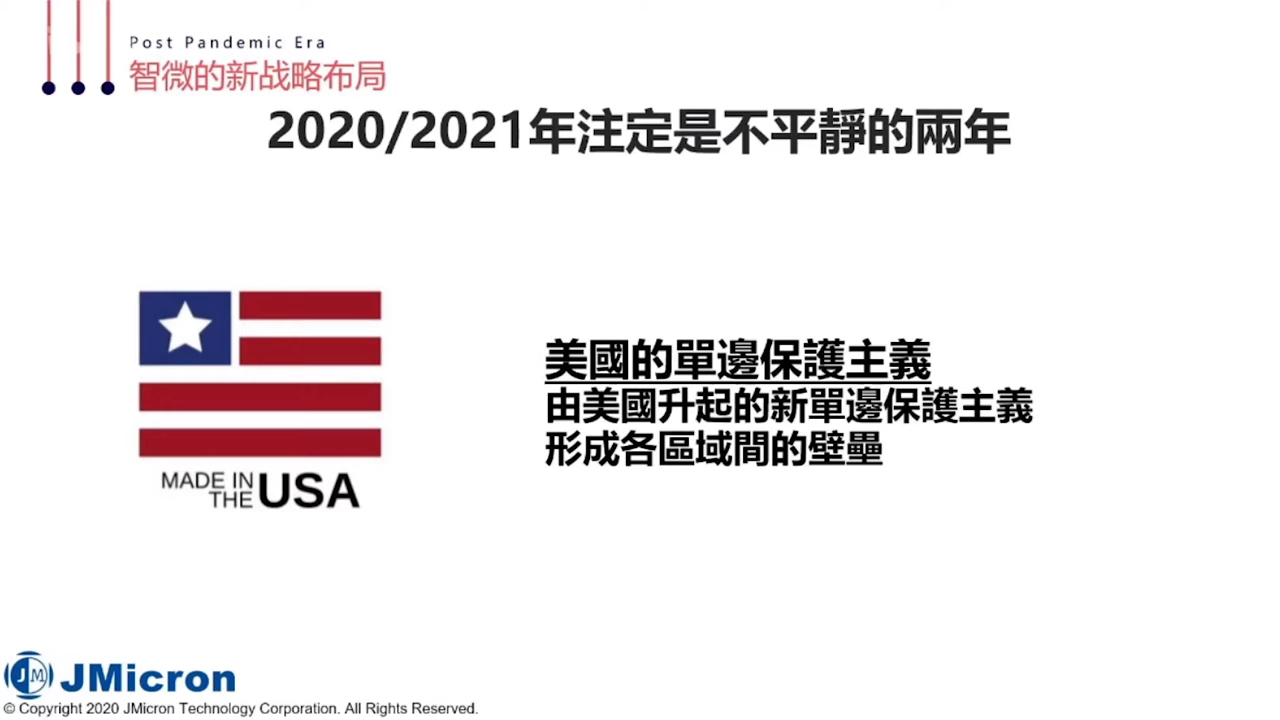 Post Pandemic Era
智微的新战略布局
2020/2021年注定是不平靜的兩年
美國的單邊保護主義
由美國升起的新單邊保護主義
形成各區域間的壁壘
MADE IN
THE USA
JM JMicron
© Copyright 2020 JMicron Technology Corporation. All Rights Reserved.